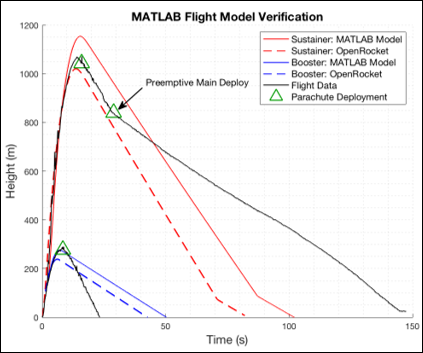 MATLAB Flight Model Verification
1200
1000
800
600
400
200
0
Height (m)
0
50
100
150
Time (s)
Sustainer: MATLAB Model
Sustainer: OpenRocket
Booster: MATLAB Model
Booster: OpenRocket
Flight Data
Parachute Deployment
Preemptive Main Deploy